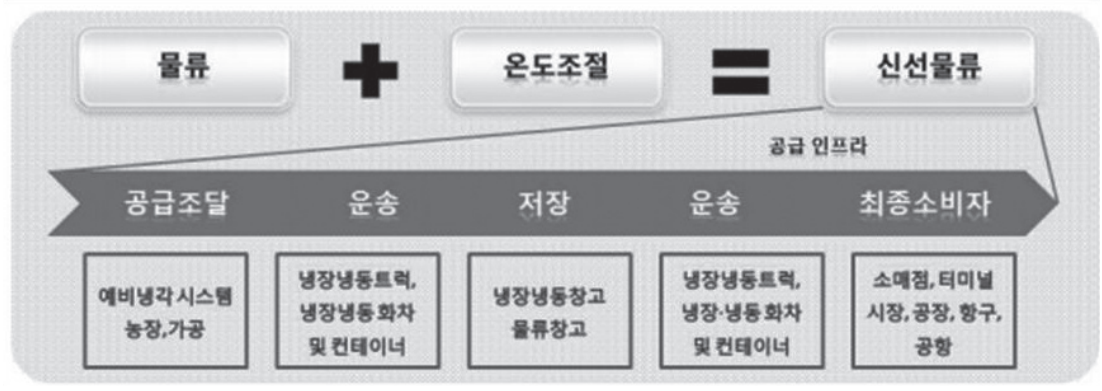 물류 + 온도조절 = 신선물류
공급 인프라
공급조달 운송 저장 운송 최종소비자
예비냉각 시스템
농장,가공
냉장냉동트럭,
냉장냉동 화차
및 컨테이너
냉장냉동창고
물류창고
냉장냉동트럭,
냉장·냉동 화차
및 컨테이너
소매점, 터미널
시장, 공장, 항구,
공항